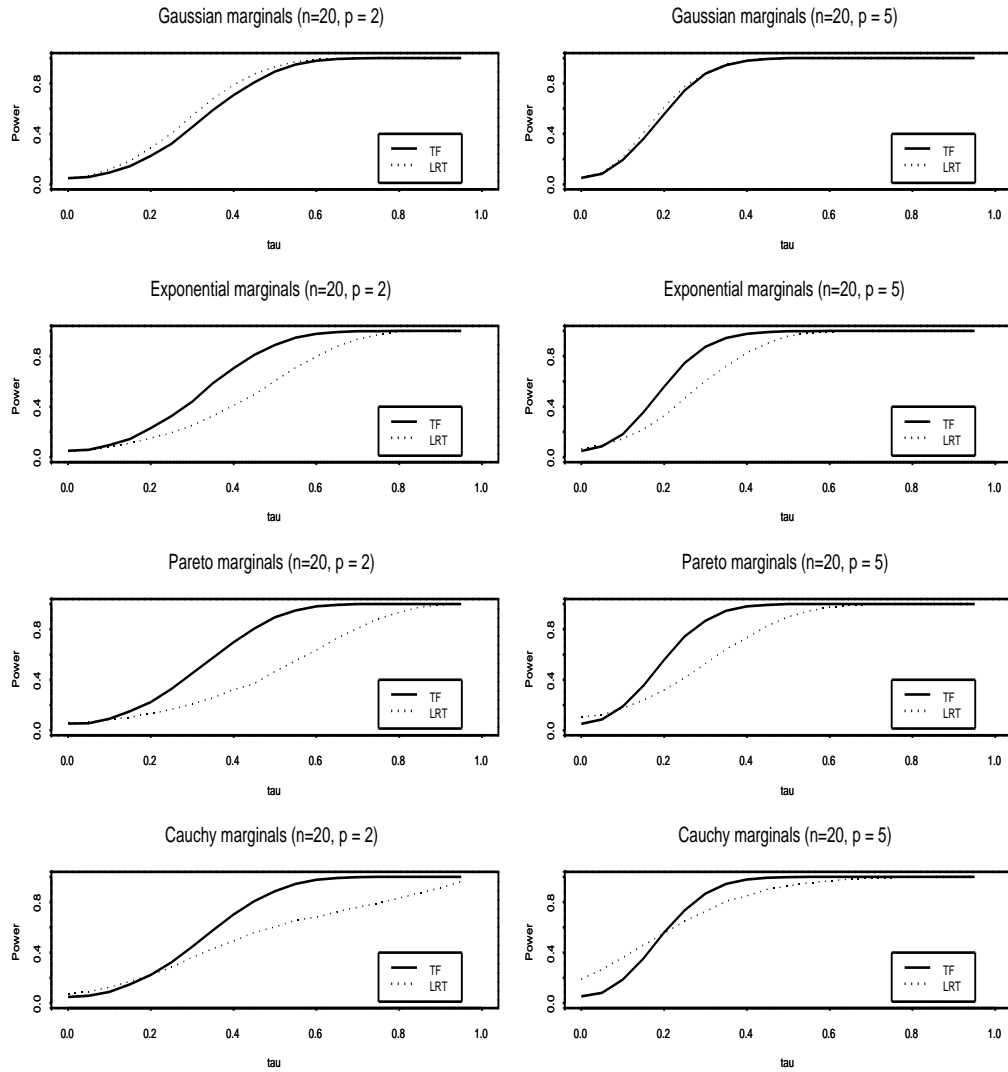 Gaussian marginals (n=20, p = 2)
Power
0.0 0.4 0.8
TF
LRT
0.0 0.2 0.4 0.6 0.8 1.0
tau
Gaussian marginals (n=20, p = 5)
Power
0.0 0.4 0.8
TF
LRT
0.0 0.2 0.4 0.6 0.8 1.0
tau
Exponential marginals (n=20, p = 2)
Power
0.0 0.4 0.8
TF
LRT
0.0 0.2 0.4 0.6 0.8 1.0
tau
Exponential marginals (n=20, p = 5)
Power
0.0 0.4 0.8
TF
LRT
0.0 0.2 0.4 0.6 0.8 1.0
tau
Pareto marginals (n=20, p = 2)
Power
0.0 0.4 0.8
TF
LRT
0.0 0.2 0.4 0.6 0.8 1.0
tau
Pareto marginals (n=20, p = 5)
Power
0.0 0.4 0.8
TF
LRT
0.0 0.2 0.4 0.6 0.8 1.0
tau
Cauchy marginals (n=20, p = 2)
Power
0.0 0.4 0.8
TF
LRT
0.0 0.2 0.4 0.6 0.8 1.0
tau
Cauchy marginals (n=20, p = 5)
Power
0.0 0.4 0.8
TF
LRT
0.0 0.2 0.4 0.6 0.8 1.0
tau